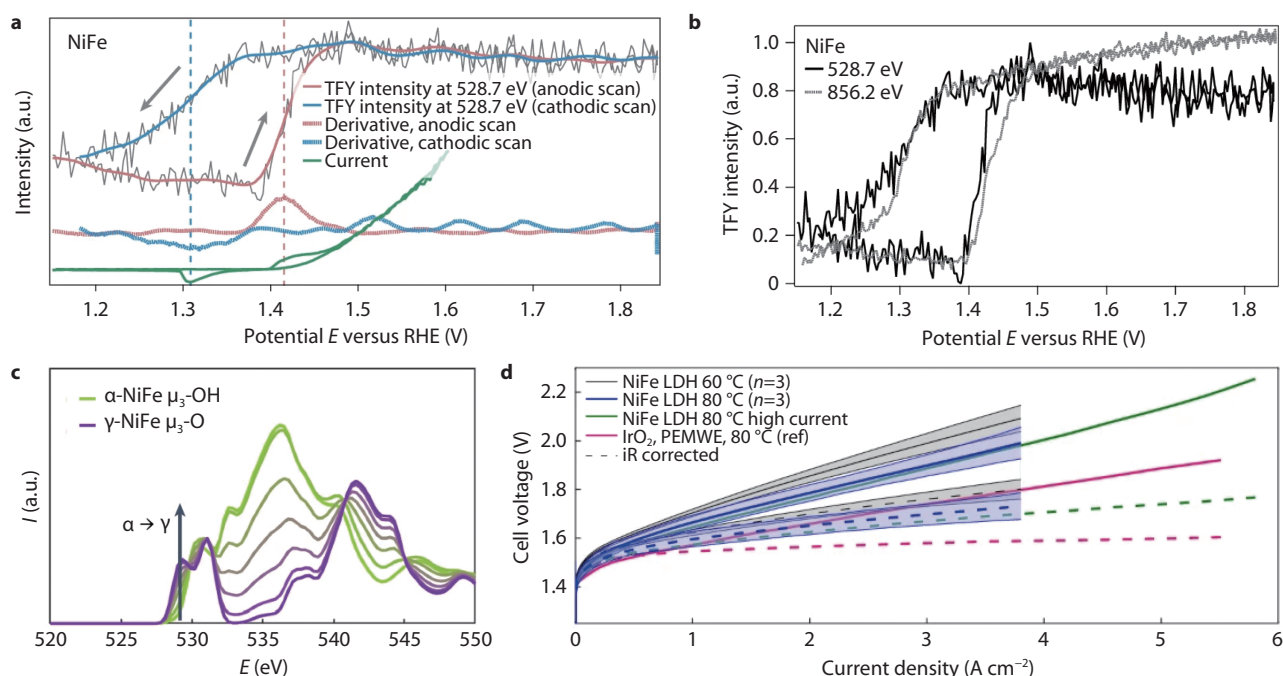 a
NiFe
TFY intensity at 528.7 eV (anodic scan)
TFY intensity at 528.7 eV (cathodic scan)
Derivative, anodic scan
Derivative, cathodic scan
Current
Intensity (a.u.)
1.2 1.3 1.4 1.5 1.6 1.7 1.8
Potential E versus RHE (V)
b
NiFe
528.7 eV
856.2 eV
TFY intensity (a.u.)
1.0
0.8
0.6
0.4
0.2
0
1.2 1.3 1.4 1.5 1.6 1.7 1.8
Potential E versus RHE (V)
c
α-NiFe μ₃-OH
γ-NiFe μ₃-O
α → γ
I (a.u.)
520 525 530 535 540 545 550
E (eV)
d
NiFe LDH 60 °C (n=3)
NiFe LDH 80 °C (n=3)
NiFe LDH 80 °C high current
IrO₂, PEMWE, 80 °C (ref)
iR corrected
Cell voltage (V)
2.2
2.0
1.8
1.6
1.4
0 1 2 3 4 5 6
Current density (A cm⁻²)